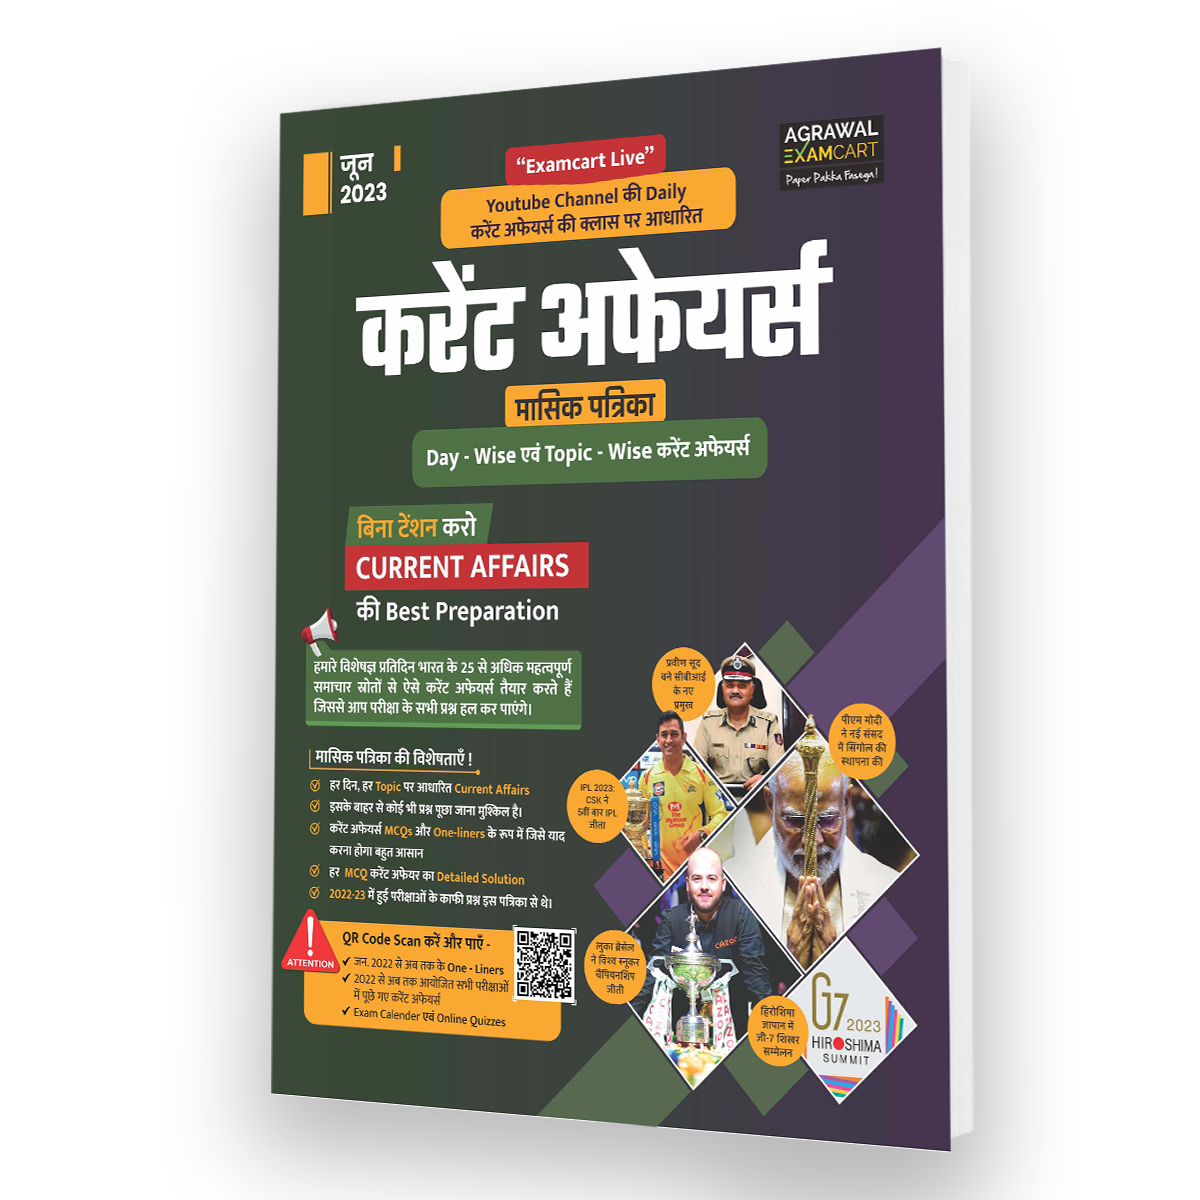 जून
2023
"Examcart Live"
Youtube Channel की Daily
करेंट अफेयर्स की क्लास पर आधारित
AGRAWAL
EXAMCART
Paper Pakka Fasega!
करेंट अफेयर्स
मासिक पत्रिका
Day - Wise एवं Topic - Wise करेंट अफेयर्स
बिना टेंशन करो
CURRENT AFFAIRS
की Best Preparation
हमारे विशेषज्ञ प्रतिदिन भारत के 25 से अधिक महत्वपूर्ण
समाचार स्रोतों से ऐसे करेंट अफेयर्स तैयार करते हैं
जिससे आप परीक्षा के सभी प्रश्न हल कर पाएंगे।
मासिक पत्रिका की विशेषताएँ !
हर दिन, हर Topic पर आधारित Current Affairs
इसके बाहर से कोई भी प्रश्न पूछा जाना मुश्किल है।
करेंट अफेयर्स MCQs और One-liners के रूप में जिसे याद
करना होगा बहुत आसान
हर MCQ करेंट अफेयर का Detailed Solution
2022-23 में हुई परीक्षाओं के काफी प्रश्न इस पत्रिका से थे।
ATTENTION
QR Code Scan करें और पाएँ -
जन. 2022 से अब तक के One - Liners
2022 से अब तक आयोजित सभी परीक्षाओं
में पूछे गए करेंट अफेयर्स
Exam Calender एवं Online Quizzes
प्रवीण सूद
बने सीबीआई
के नए
प्रमुख
पीएम मोदी
ने नई संसद
में सिंगोल की
स्थापना की
IPL 2023:
CSK ने
5वीं बार IPL
जीता
लुका ब्रेसेल
ने विश्व स्नूकर
चैंपियनशिप
जीती
हिरोशिमा
जापान में
जी-7 शिखर
सम्मेलन
G7
2023
HIROSHIMA
SUMMIT